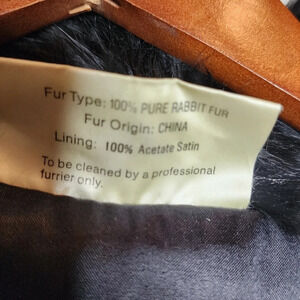 Fur Type: 100% PURE RABBIT FUR
Fur Origin: CHINA
Lining: 100% Acetate Satin
To be cleaned by a professional
furrier only.